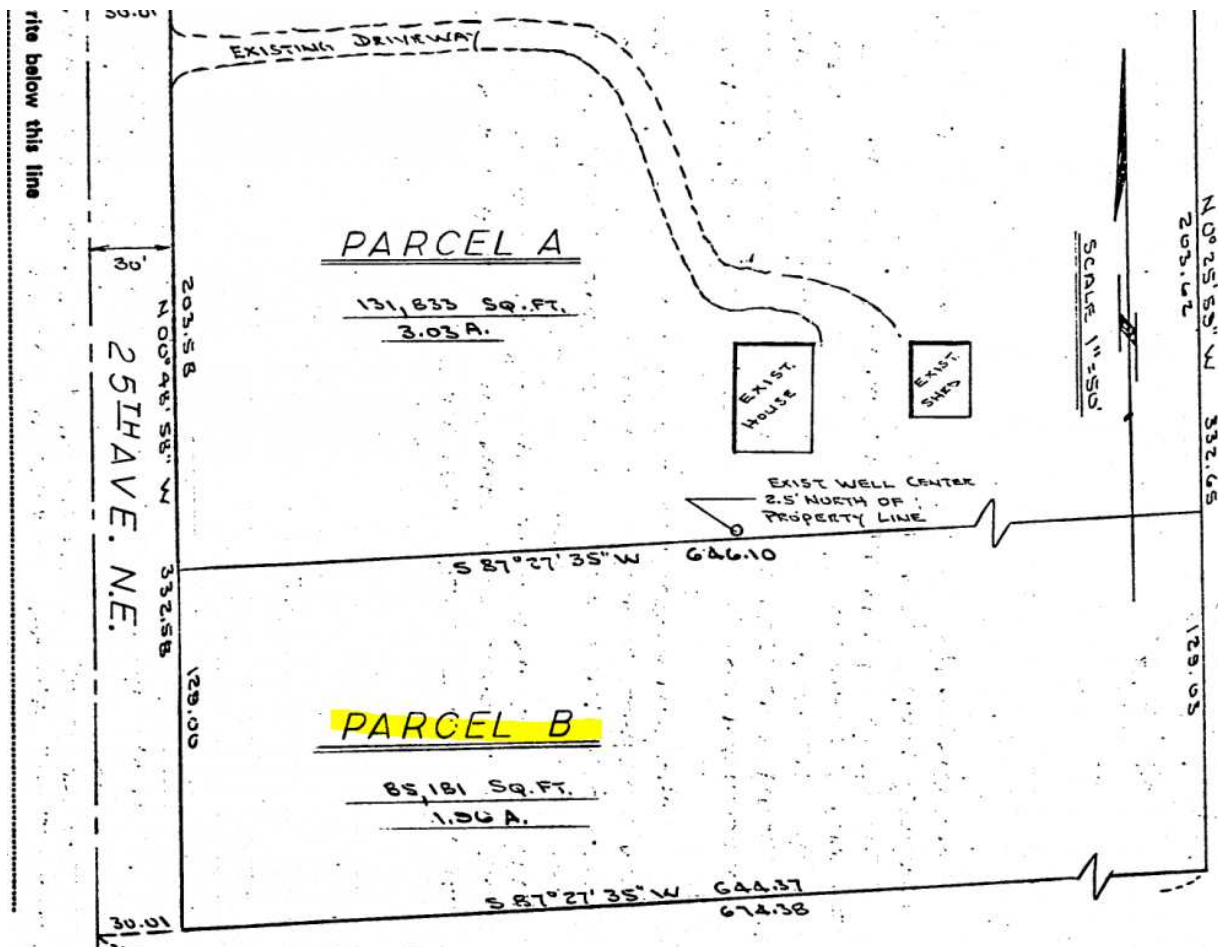 rite below this line
30.01
EXISTING DRIVEWAY
30'
25TH AVE. N.E.
203.58
N 00°48'58" W 332.58
129.00
PARCEL A
131,833 SQ.FT.
3.03 A.
EXIST.
HOUSE
EXIST.
SHED
EXIST WELL CENTER
2.5' NORTH OF
PROPERTY LINE
SCALE 1"=50'
N 0°25'59" W 332.65
203.62
129.03
S 87°27'35" W 646.10
PARCEL B
85,181 SQ.FT.
1.96 A.
S 87°27'35" W 644.37
674.38
30.01